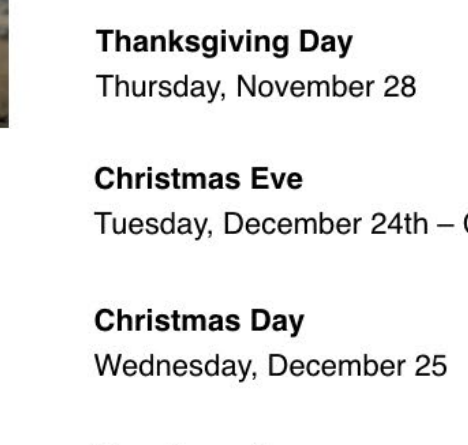 Thanksgiving Day
Thursday, November 28
Christmas Eve
Tuesday, December 24th –
Christmas Day
Wednesday, December 25